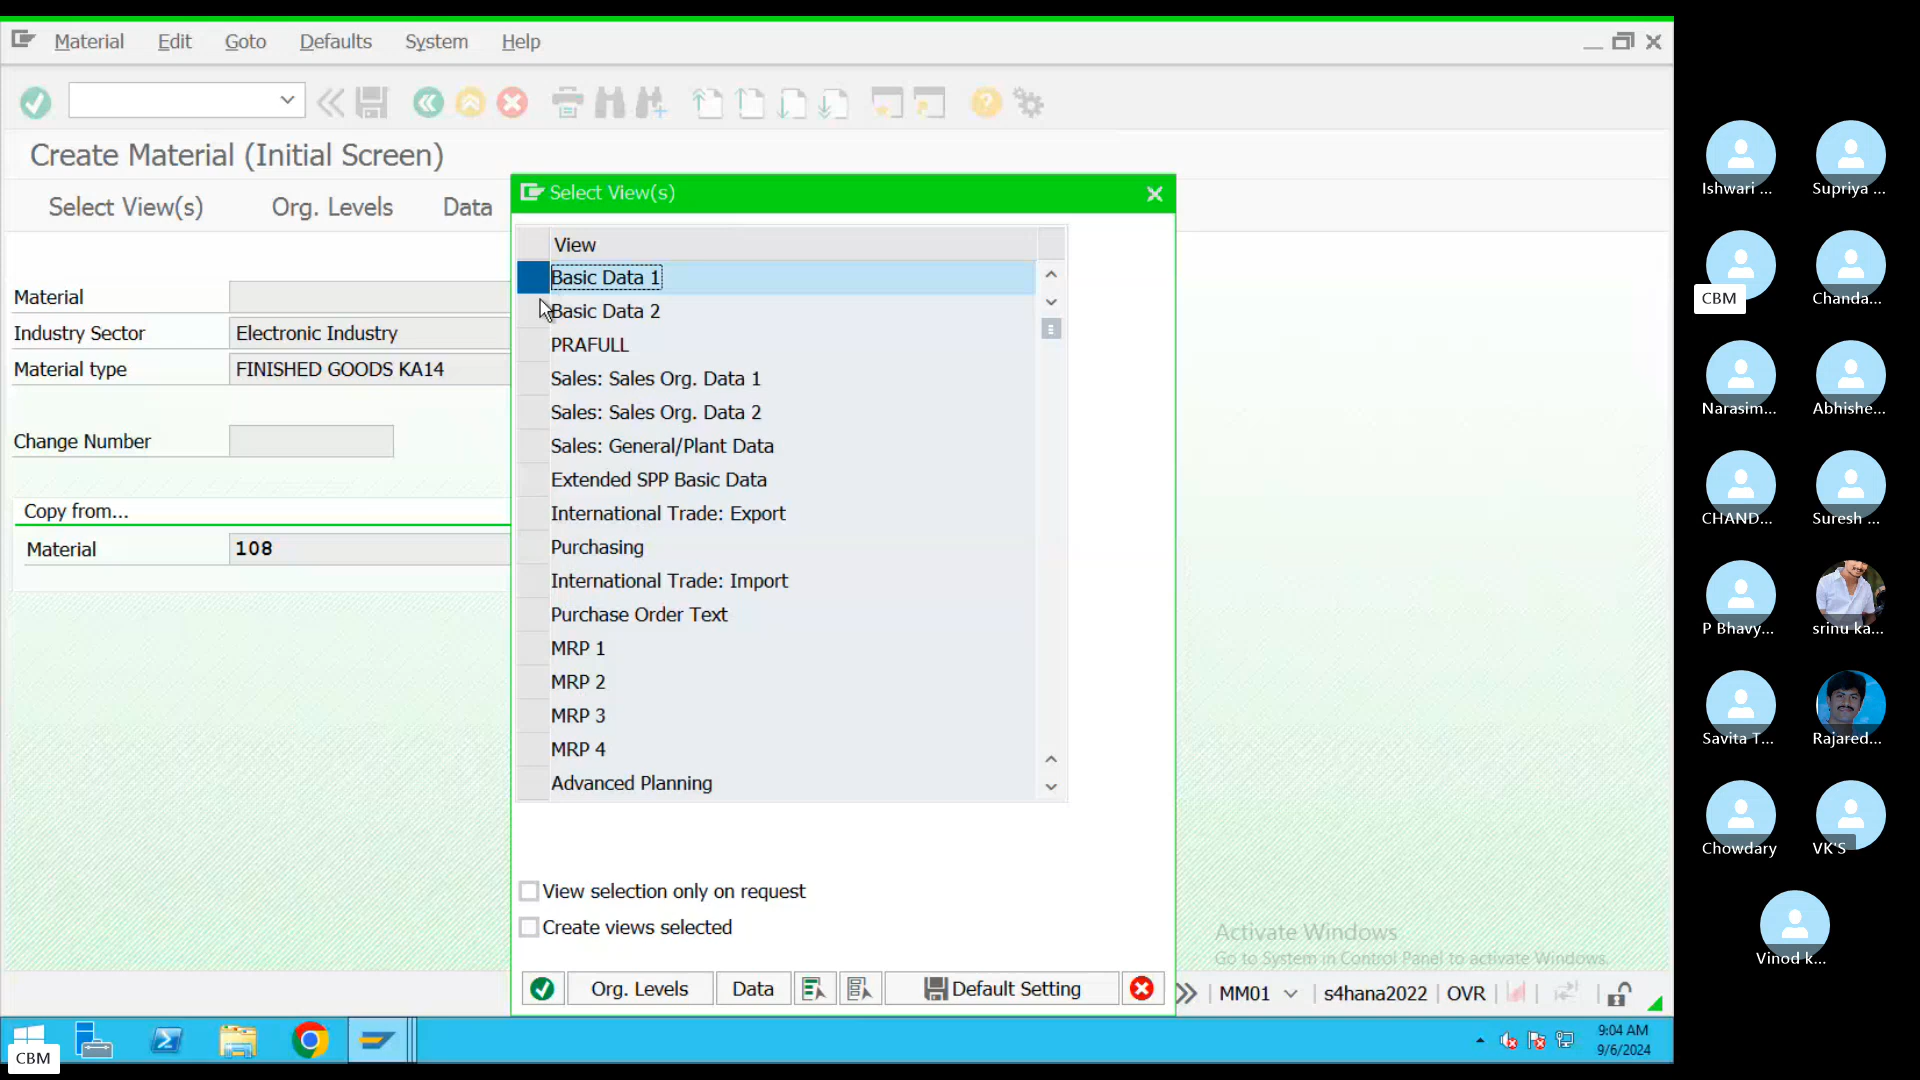 Material Edit Goto Defaults System Help
Create Material (Initial Screen)
Select View(s) Org. Levels Data
Select View(s)
View
Basic Data 1
Basic Data 2
PRAFULL
Sales: Sales Org. Data 1
Sales: Sales Org. Data 2
Sales: General/Plant Data
Extended SPP Basic Data
International Trade: Export
Purchasing
International Trade: Import
Purchase Order Text
MRP 1
MRP 2
MRP 3
MRP 4
Advanced Planning
View selection only on request
Create views selected
Org. Levels Data Default Setting
Material
Industry Sector Electronic Industry
Material type FINISHED GOODS KA14
Change Number
Copy from...
Material 108
Activate Windows
Go to System in Control Panel to activate Windows.
MM01 s4hana2022 OVR
9:04 AM
9/6/2024
CBM
Ishwari ... Supriya ...
CBM Chanda...
Narasim... Abhishe...
CHAND... Suresh ...
P Bhavy... srinu ka...
Savita T... Rajared...
Chowdary VK'S
Vinod k...